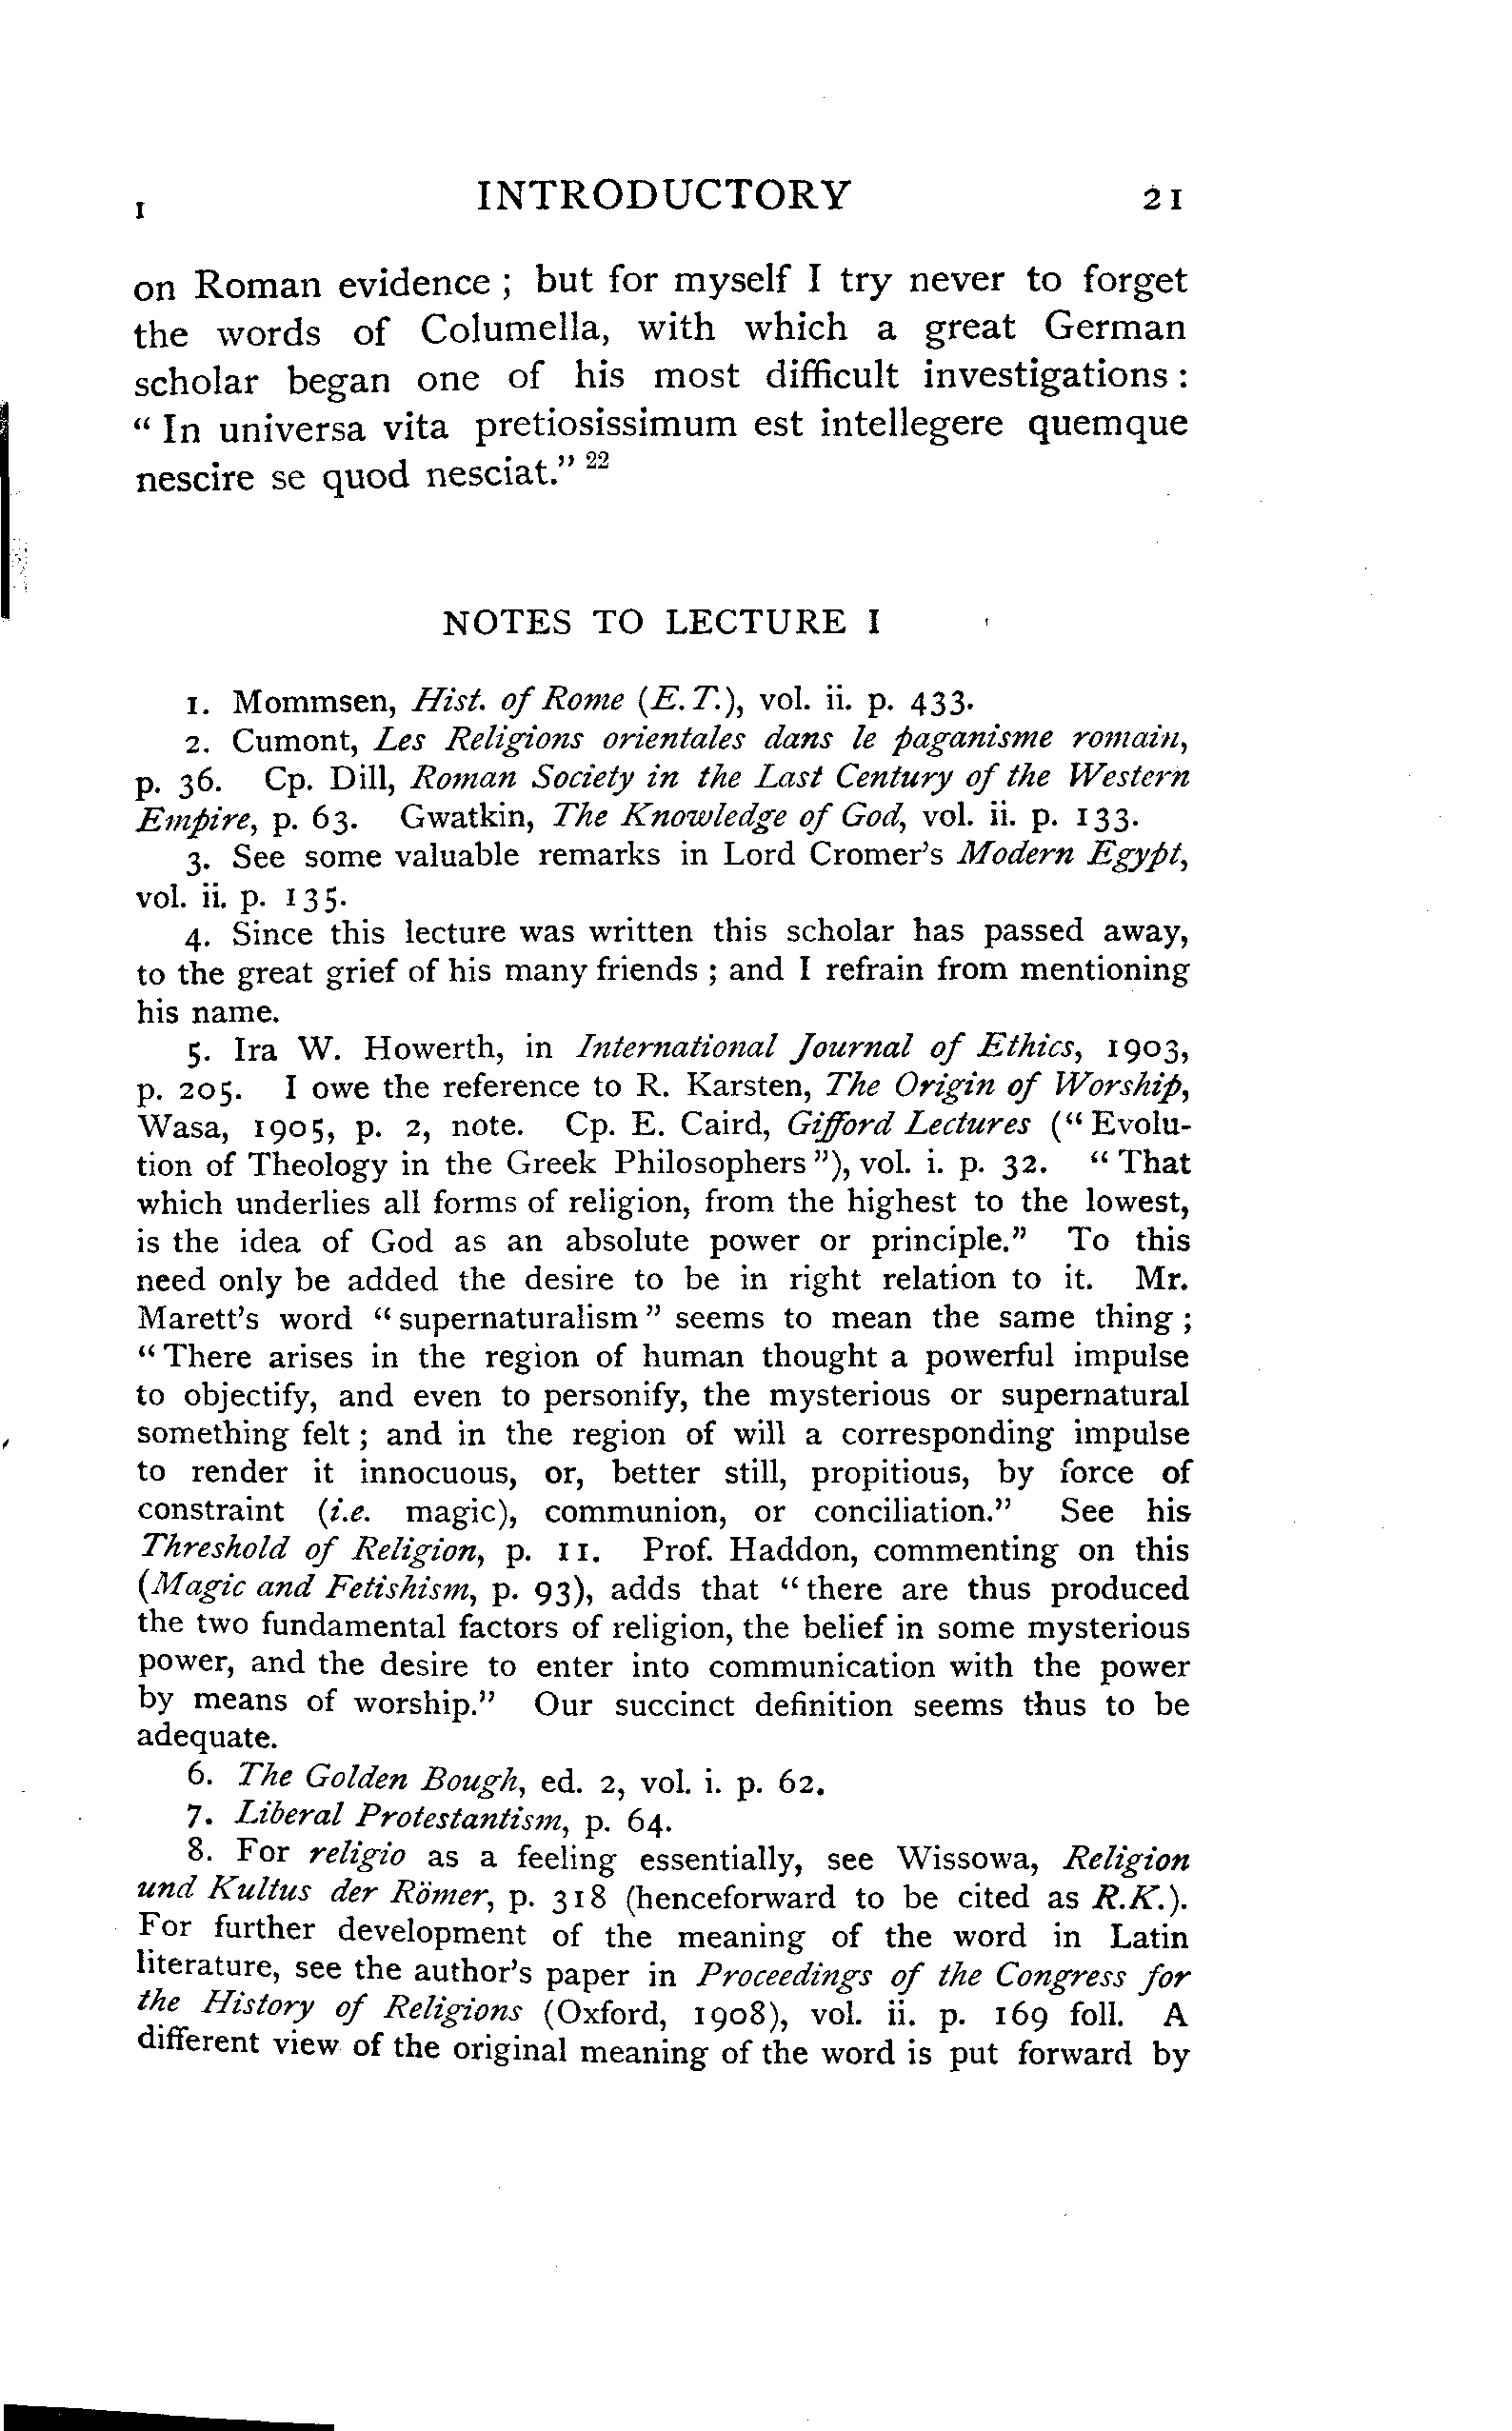 I INTRODUCTORY 21
on Roman evidence ; but for myself I try never to forget
the words of Columella, with which a great German
scholar began one of his most difficult investigations :
“ In universa vita pretiosissimum est intellegere quemque
nescire se quod nesciat.” 22
NOTES TO LECTURE I
1. Mommsen, Hist. of Rome (E.T.), vol. ii. p. 433.
2. Cumont, Les Religions orientales dans le paganisme romain,
p. 36. Cp. Dill, Roman Society in the Last Century of the Western
Empire, p. 63. Gwatkin, The Knowledge of God, vol. ii. p. 133.
3. See some valuable remarks in Lord Cromer’s Modern Egypt,
vol. ii. p. 135.
4. Since this lecture was written this scholar has passed away,
to the great grief of his many friends ; and I refrain from mentioning
his name.
5. Ira W. Howerth, in International Journal of Ethics, 1903,
p. 205. I owe the reference to R. Karsten, The Origin of Worship,
Wasa, 1905, p. 2, note. Cp. E. Caird, Gifford Lectures (“ Evolu-
tion of Theology in the Greek Philosophers ”), vol. i. p. 32. “ That
which underlies all forms of religion, from the highest to the lowest,
is the idea of God as an absolute power or principle.” To this
need only be added the desire to be in right relation to it. Mr.
Marett’s word “ supernaturalism ” seems to mean the same thing ;
“ There arises in the region of human thought a powerful impulse
to objectify, and even to personify, the mysterious or supernatural
something felt ; and in the region of will a corresponding impulse
to render it innocuous, or, better still, propitious, by force of
constraint (i.e. magic), communion, or conciliation.” See his
Threshold of Religion, p. 11. Prof. Haddon, commenting on this
(Magic and Fetishism, p. 93), adds that “ there are thus produced
the two fundamental factors of religion, the belief in some mysterious
power, and the desire to enter into communication with the power
by means of worship.” Our succinct definition seems thus to be
adequate.
6. The Golden Bough, ed. 2, vol. i. p. 62.
7. Liberal Protestantism, p. 64.
8. For religio as a feeling essentially, see Wissowa, Religion
und Kultus der Römer, p. 318 (henceforward to be cited as R.K.).
For further development of the meaning of the word in Latin
literature, see the author’s paper in Proceedings of the Congress for
the History of Religions (Oxford, 1908), vol. ii. p. 169 foll. A
different view of the original meaning of the word is put forward by